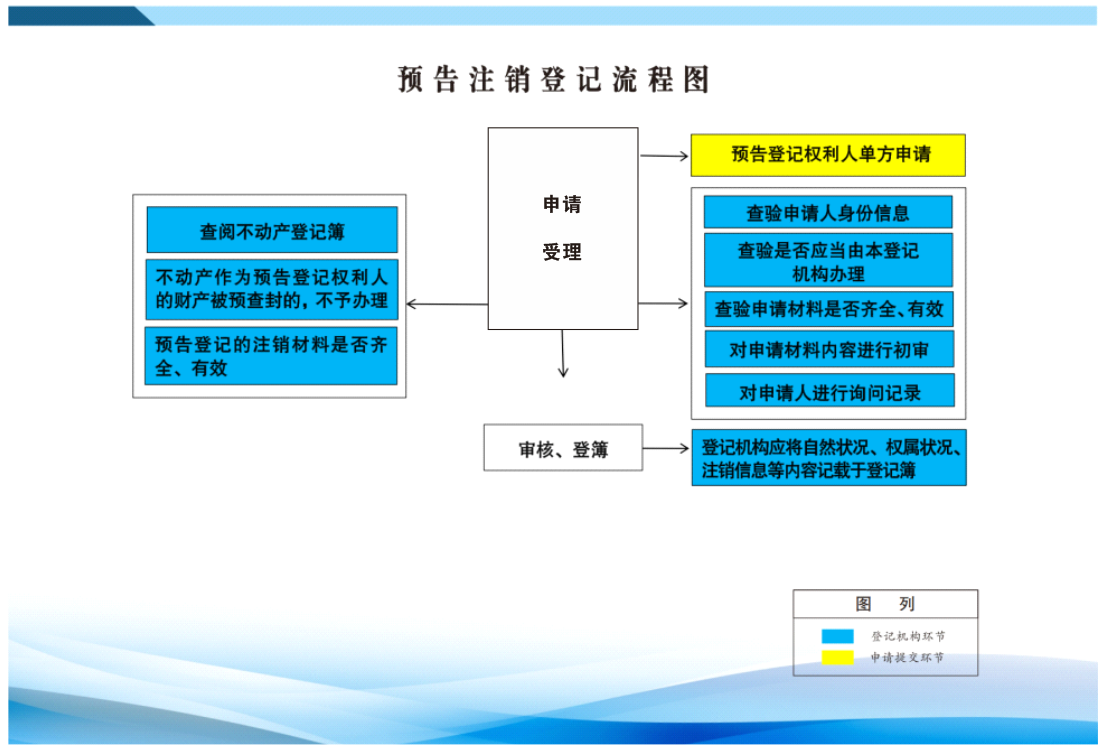 预告注销登记流程图
申请
受理
预告登记权利人单方申请
查阅不动产登记簿
不动产作为预告登记权利人
的财产被预查封的，不予办理
预告登记的注销材料是否齐
全、有效
查验申请人身份信息
查验是否应当由本登记
机构办理
查验申请材料是否齐全、有效
对申请材料内容进行初审
对申请人进行询问记录
审核、登簿
登记机构应将自然状况、权属状况、
注销信息等内容记载于登记簿
图 列
登记机构环节
申请提交环节